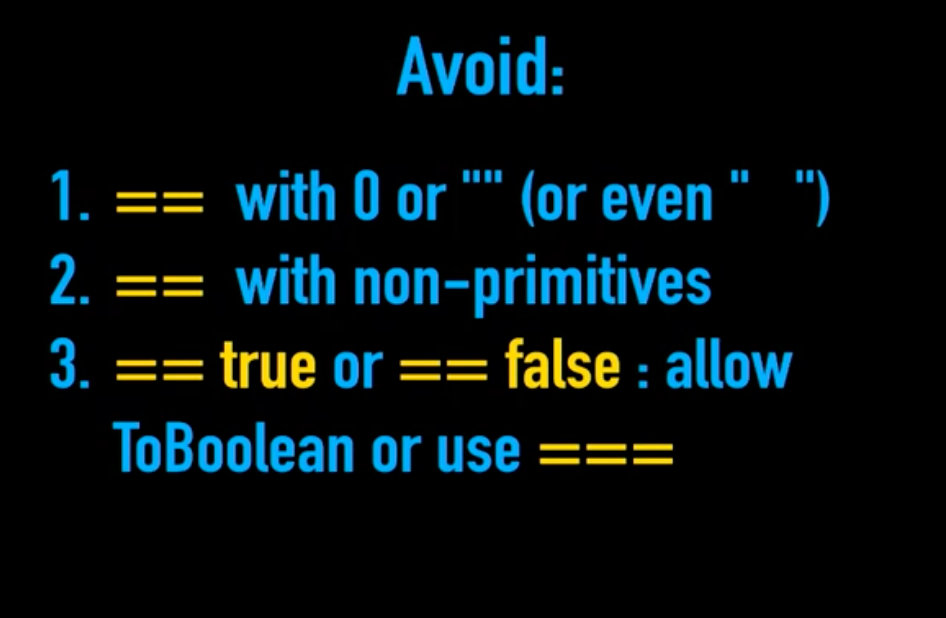 Avoid:
1. == with 0 or "" (or even "  ")
2. == with non-primitives
3. == true or == false : allow
ToBoolean or use ===